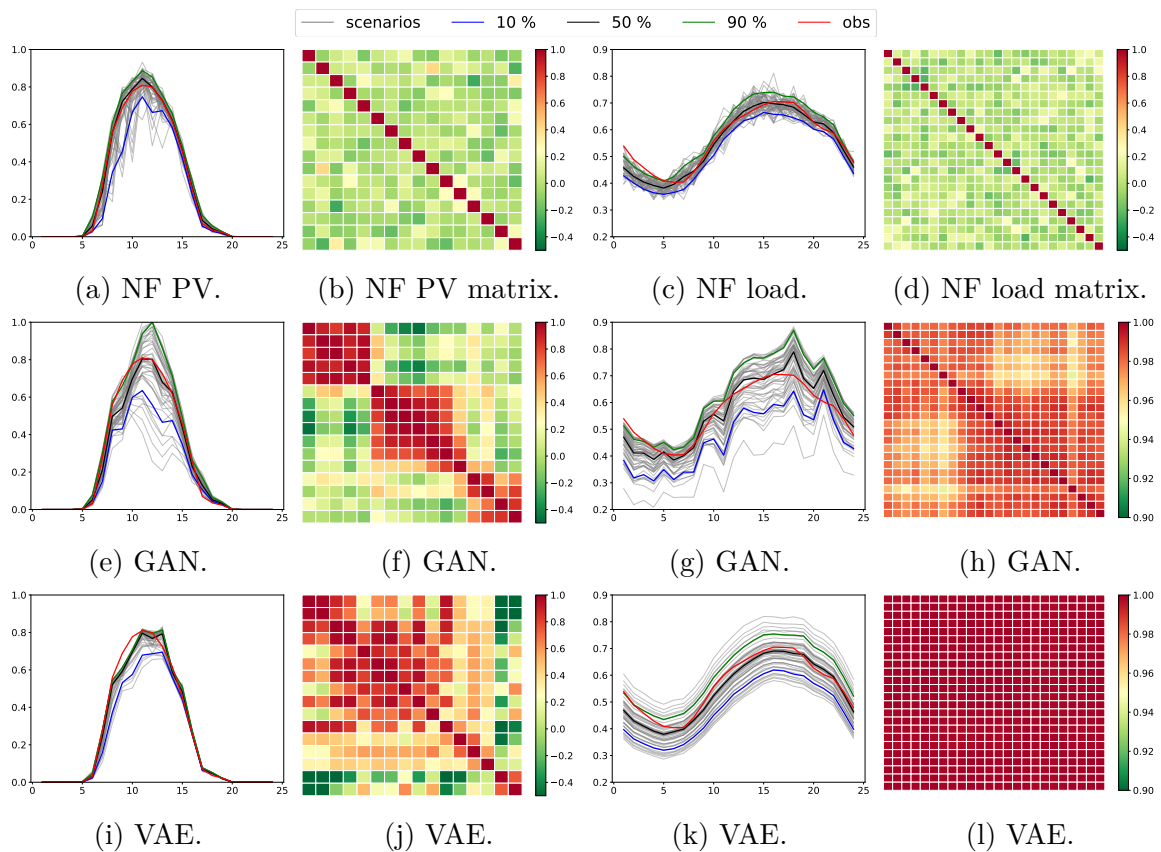 scenarios 10 % 50 % 90 % obs
1.0 0.8 0.6 0.4 0.2 0.0
0 5 10 15 20 25
1.0 0.8 0.6 0.4 0.2 0.0 −0.2 −0.4
0.9 0.8 0.7 0.6 0.5 0.4 0.3 0.2
0 5 10 15 20 25
1.0 0.8 0.6 0.4 0.2 0.0 −0.2 −0.4
(a) NF PV. (b) NF PV matrix. (c) NF load. (d) NF load matrix.
1.0 0.8 0.6 0.4 0.2 0.0
0 5 10 15 20 25
1.0 0.8 0.6 0.4 0.2 0.0 −0.2 −0.4
0.9 0.8 0.7 0.6 0.5 0.4 0.3 0.2
0 5 10 15 20 25
1.00 0.98 0.96 0.94 0.92 0.90
(e) GAN. (f) GAN. (g) GAN. (h) GAN.
1.0 0.8 0.6 0.4 0.2 0.0
0 5 10 15 20 25
1.0 0.8 0.6 0.4 0.2 0.0 −0.2 −0.4
0.9 0.8 0.7 0.6 0.5 0.4 0.3 0.2
0 5 10 15 20 25
1.00 0.98 0.96 0.94 0.92 0.90
(i) VAE. (j) VAE. (k) VAE. (l) VAE.